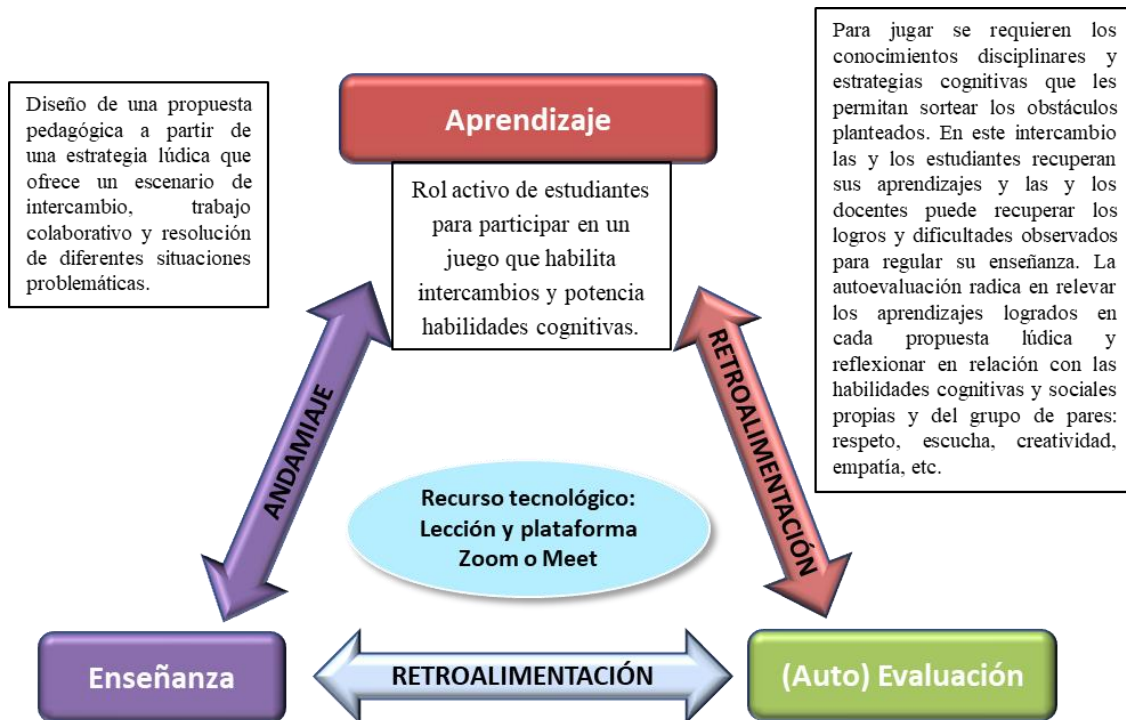 Diseño de una propuesta
pedagógica a partir de
una estrategia lúdica que
ofrece un escenario de
intercambio, trabajo
colaborativo y resolución
de diferentes situaciones
problemáticas.
Aprendizaje
Rol activo de estudiantes
para participar en un
juego que habilita
intercambios y potencia
habilidades cognitivas.
Para jugar se requieren los
conocimientos disciplinares y
estrategias cognitivas que les
permitan sortear los obstáculos
planteados. En este intercambio
las y los estudiantes recuperan
sus aprendizajes y las y los
docentes puede recuperar los
logros y dificultades observados
para regular su enseñanza. La
autoevaluación radica en relevar
los aprendizajes logrados en
cada propuesta lúdica y
reflexionar en relación con las
habilidades cognitivas y sociales
propias y del grupo de pares:
respeto, escucha, creatividad,
empatía, etc.
ANDAMIAJE
RETROALIMENTACIÓN
Recurso tecnológico:
Lección y plataforma
Zoom o Meet
Enseñanza
RETROALIMENTACIÓN
(Auto) Evaluación